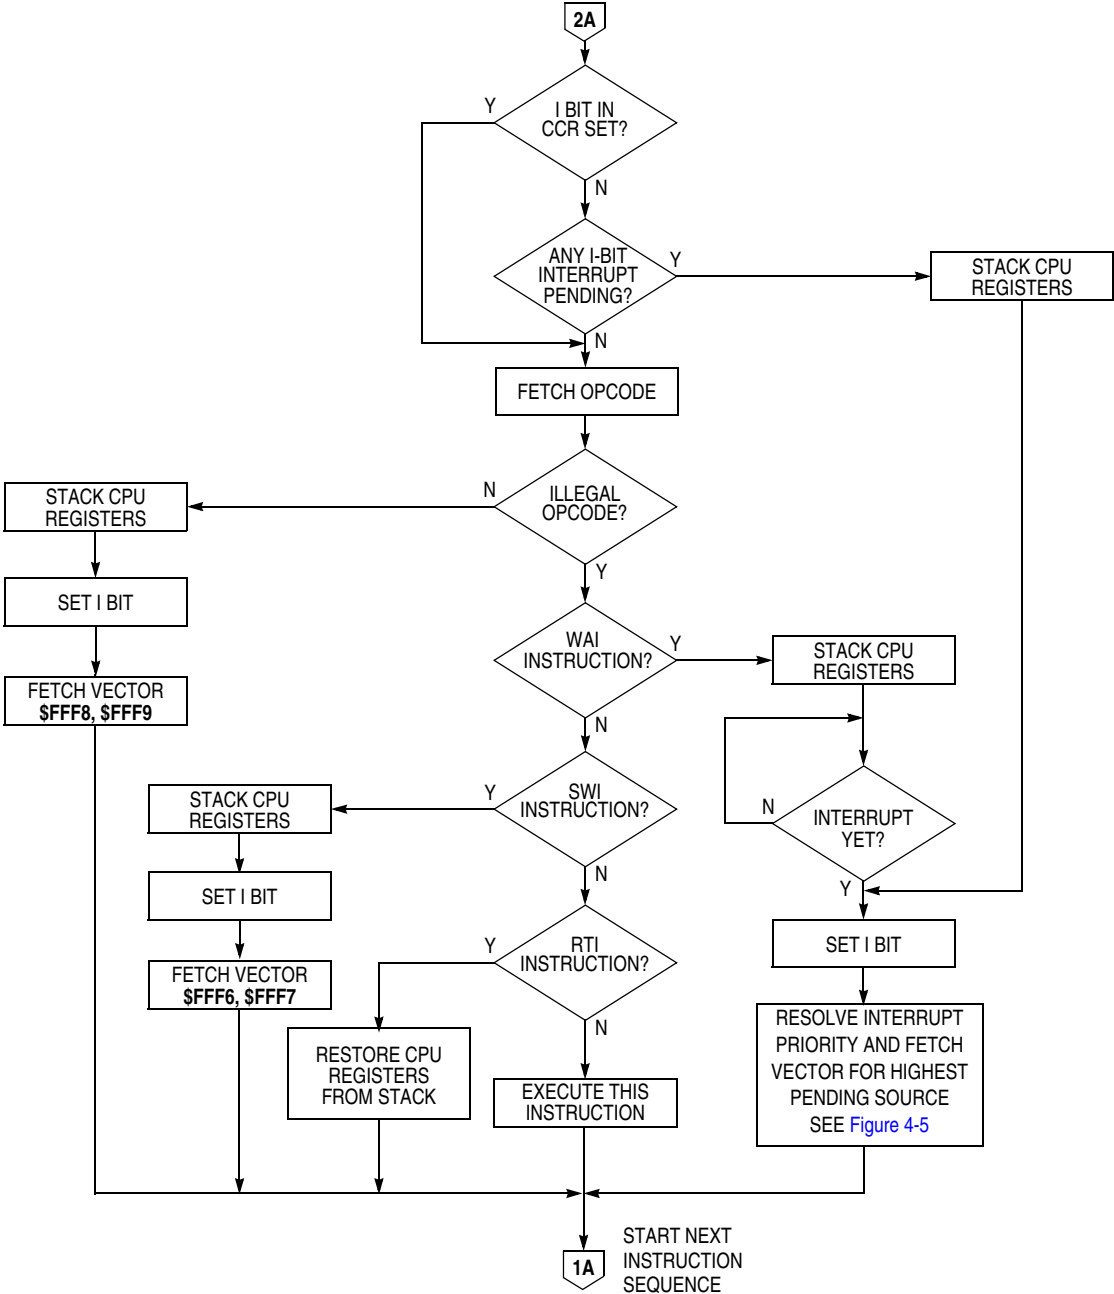 2A
I BIT IN
CCR SET?
Y
N
ANY I-BIT
INTERRUPT
PENDING?
Y
N
STACK CPU
REGISTERS
FETCH OPCODE
ILLEGAL
OPCODE?
N
Y
STACK CPU
REGISTERS
SET I BIT
FETCH VECTOR
$FFF8, $FFF9
WAI
INSTRUCTION?
Y
N
STACK CPU
REGISTERS
INTERRUPT
YET?
N
Y
SWI
INSTRUCTION?
Y
N
STACK CPU
REGISTERS
SET I BIT
FETCH VECTOR
$FFF6, $FFF7
RTI
INSTRUCTION?
Y
N
RESTORE CPU
REGISTERS
FROM STACK
EXECUTE THIS
INSTRUCTION
SET I BIT
RESOLVE INTERRUPT
PRIORITY AND FETCH
VECTOR FOR HIGHEST
PENDING SOURCE
SEE Figure 4-5
1A
START NEXT
INSTRUCTION
SEQUENCE